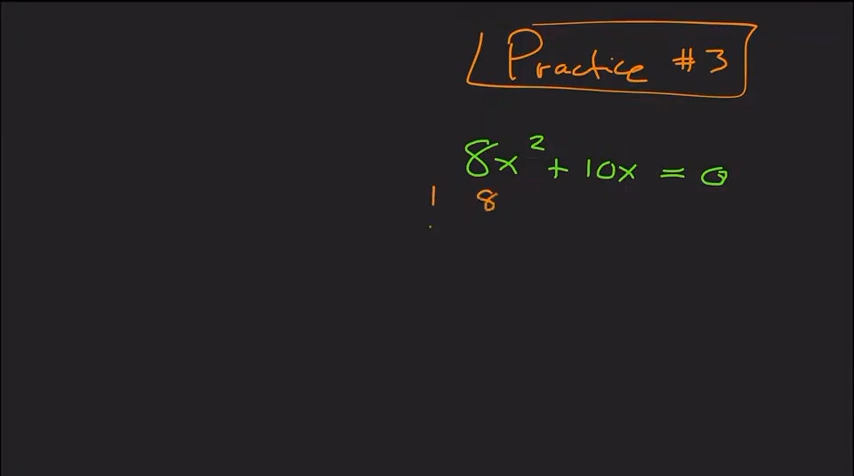 Practice #3
8x² + 10x = 0
1 8